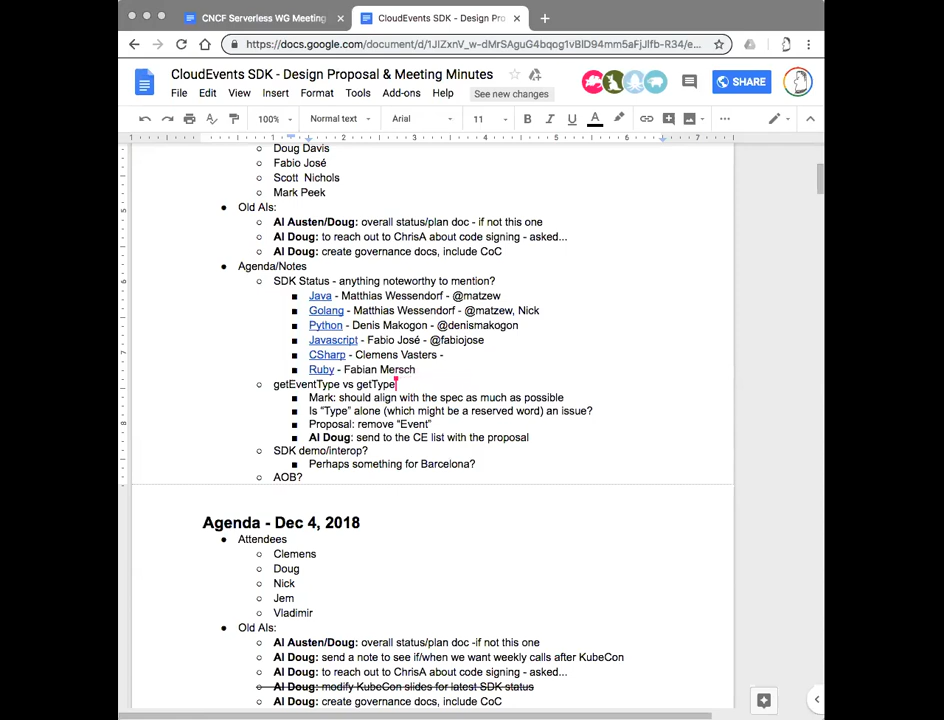 CNCF Serverless WG Meeting
CloudEvents SDK - Design Pro
https://docs.google.com/document/d/1JIZxnV_w-dMrSAguG4bqog1vBlD94mm5aFjJlfb-R34/e...
CloudEvents SDK - Design Proposal & Meeting Minutes
SHARE
File Edit View Insert Format Tools Add-ons Help See new changes
100% Normal text Arial 11 B I U A
1 1 2 3 4 5 6 7
Doug Davis
Fabio José
Scott Nichols
Mark Peek
Old AIs:
AI Austen/Doug: overall status/plan doc - if not this one
AI Doug: to reach out to ChrisA about code signing - asked...
AI Doug: create governance docs, include CoC
Agenda/Notes
SDK Status - anything noteworthy to mention?
Java - Matthias Wessendorf - @matzew
Golang - Matthias Wessendorf - @matzew, Nick
Python - Denis Makogon - @denismakogon
Javascript - Fabio José - @fabiojose
CSharp - Clemens Vasters -
Ruby - Fabian Mersch
getEventType vs getType
Mark: should align with the spec as much as possible
Is “Type” alone (which might be a reserved word) an issue?
Proposal: remove “Event”
AI Doug: send to the CE list with the proposal
SDK demo/interop?
Perhaps something for Barcelona?
AOB?
Agenda - Dec 4, 2018
Attendees
Clemens
Doug
Nick
Jem
Vladimir
Old AIs:
AI Austen/Doug: overall status/plan doc -if not this one
AI Doug: send a note to see if/when we want weekly calls after KubeCon
AI Doug: to reach out to ChrisA about code signing - asked...
AI Doug: modify KubeCon slides for latest SDK status
AI Doug: create governance docs, include CoC